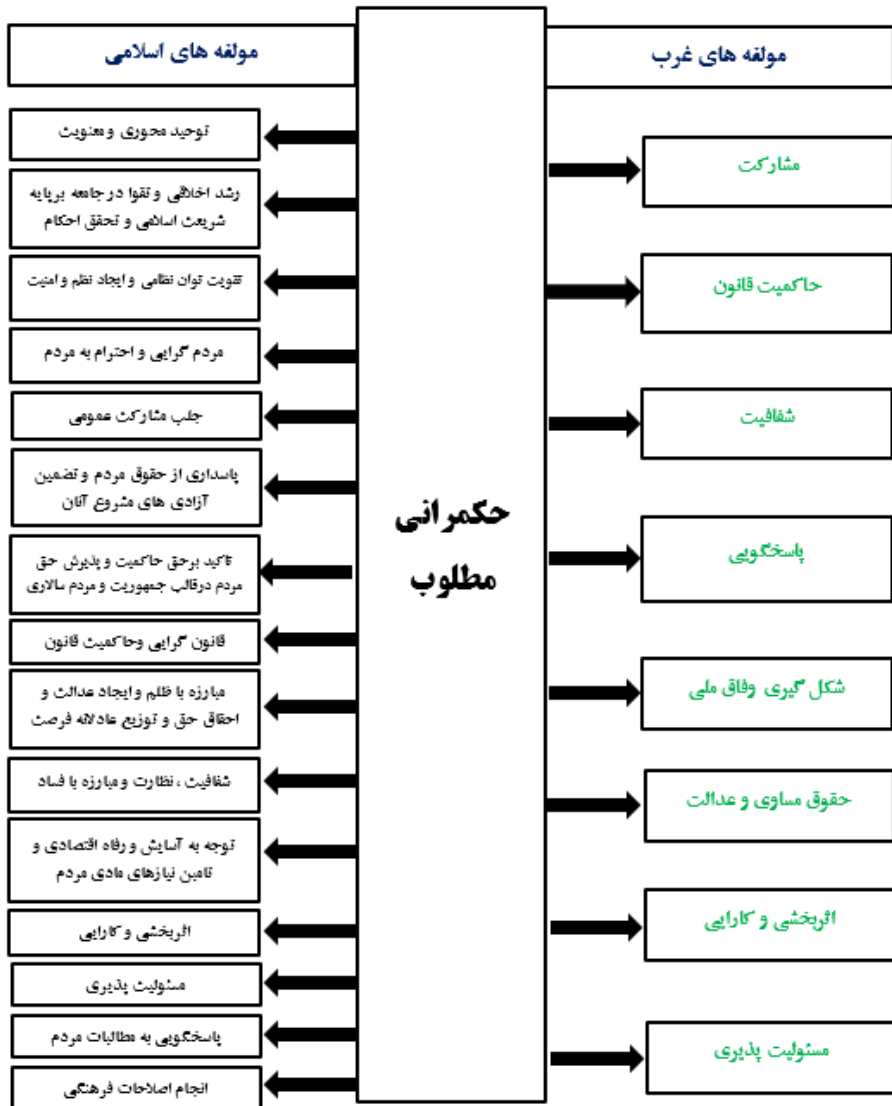 مولفه های غرب
مشارکت
حاکمیت قانون
شفافیت
پاسخگویی
شکل گیری وفاق ملی
حقوق مساوی و عدالت
اثربخشی و کارایی
مسئولیت پذیری
حکمرانی
مطلوب
مولفه های اسلامی
توحید محوری و معنویت
رشد اخلاقی و تقوا در جامعه برپایه
شریعت اسلامی و تحقق احکام
تقویت توان نظامی و ایجاد نظم و امنیت
مردم گرایی و احترام به مردم
جلب مشارکت عمومی
پاسداری از حقوق مردم و تضمین
آزادی های مشروع آنان
تاکید برحق حاکمیت و پذیرش حق
مردم درقالب جمهوریت و مردم سالاری
قانون گرایی وحاکمیت قانون
مبارزه با ظلم و ایجاد عدالت و
احقاق حق و توزیع عادلانه فرصت
شفافیت ، نظارت و مبارزه با فساد
توجه به آسایش و رفاه اقتصادی و
تامین نیازهای مادی مردم
اثربخشی و کارایی
مسئولیت پذیری
پاسخگویی به مطالبات مردم
انجام اصلاحات فرهنگی